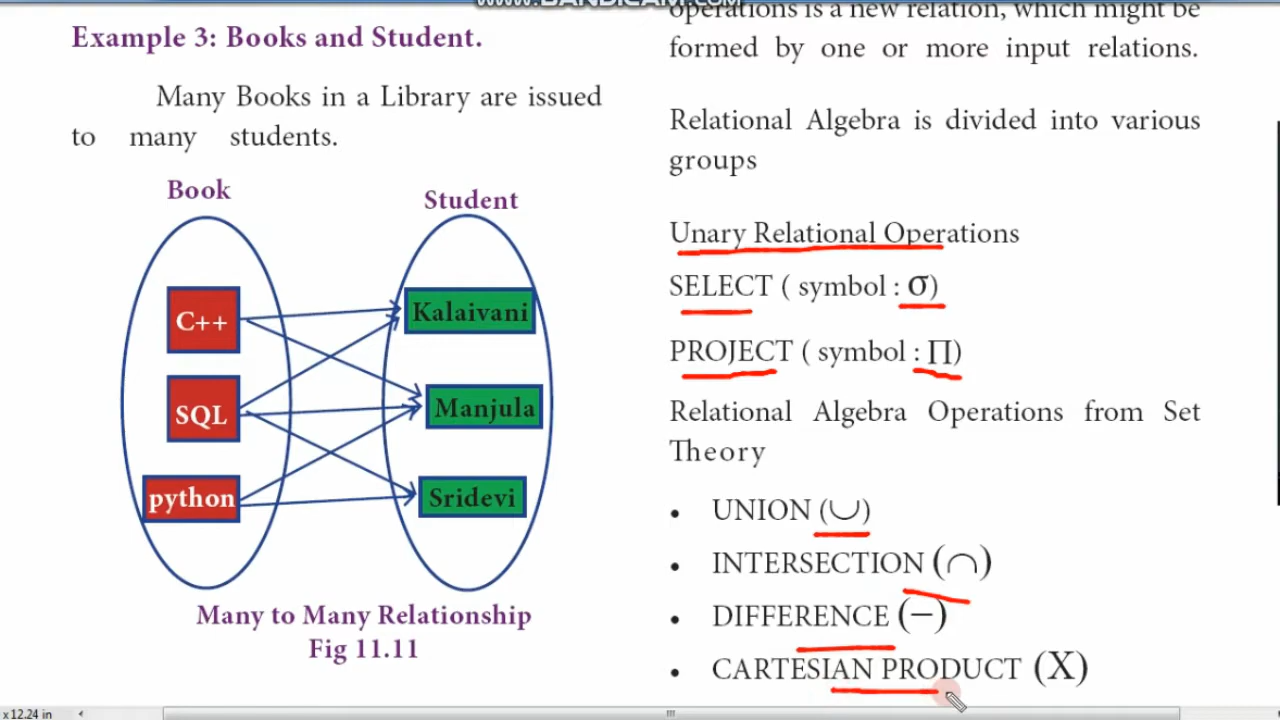 WWW.BANDICAM.COM
Example 3: Books and Student.
Many Books in a Library are issued
to many students.
Book
Student
C++
SQL
python
Kalaivani
Manjula
Sridevi
Many to Many Relationship
Fig 11.11
operations is a new relation, which might be
formed by one or more input relations.
Relational Algebra is divided into various
groups
Unary Relational Operations
SELECT ( symbol : σ)
PROJECT ( symbol : Π)
Relational Algebra Operations from Set
Theory
• UNION (∪)
• INTERSECTION (∩)
• DIFFERENCE (−)
• CARTESIAN PRODUCT (X)
x 12.24 in